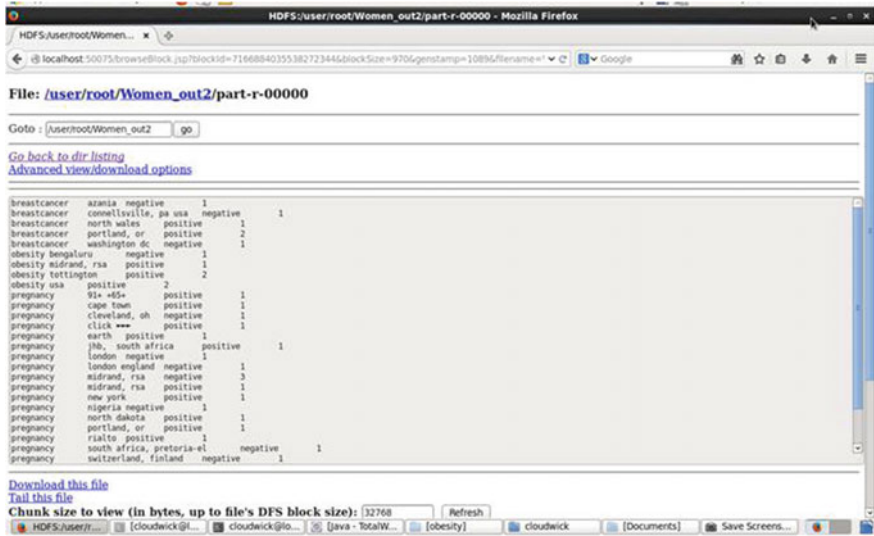 HDFS:/user/root/Women_out2/part-r-00000 - Mozilla Firefox
HDFS:/user/root/Women...
localhost:50075/browseBlock.jsp?blockId=7166884035538272344&blockSize=970&genstamp=1089&filename=
Google
File: /user/root/Women_out2/part-r-00000
Goto : /user/root/Women_out2 go
Go back to dir listing
Advanced view/download options
breastcancer azania negative 1
breastcancer connellsville, pa usa negative 1
breastcancer north wales positive 1
breastcancer portland, or positive 2
breastcancer washington dc negative 1
obesity bengaluru negative 1
obesity midrand, rsa positive 1
obesity tottington positive 2
obesity usa positive 2
pregnancy 91+ +65+ positive 1
pregnancy cape town positive 1
pregnancy cleveland, oh negative 1
pregnancy click positive 1
pregnancy earth positive 1
pregnancy jhb, south africa positive 1
pregnancy london negative 1
pregnancy london england negative 1
pregnancy midrand, rsa negative 3
pregnancy midrand, rsa positive 1
pregnancy new york positive 1
pregnancy nigeria negative 1
pregnancy north dakota positive 1
pregnancy portland, or positive 1
pregnancy rialto positive 1
pregnancy south africa, pretoria-el negative 1
pregnancy switzerland, finland negative 1
Download this file
Tail this file
Chunk size to view (in bytes, up to file's DFS block size): 32768 Refresh
HDFS:/user/r... [cloudwick@l... cloudwick@lo... [Java - TotalW... [obesity] cloudwick [Documents] Save Screens...